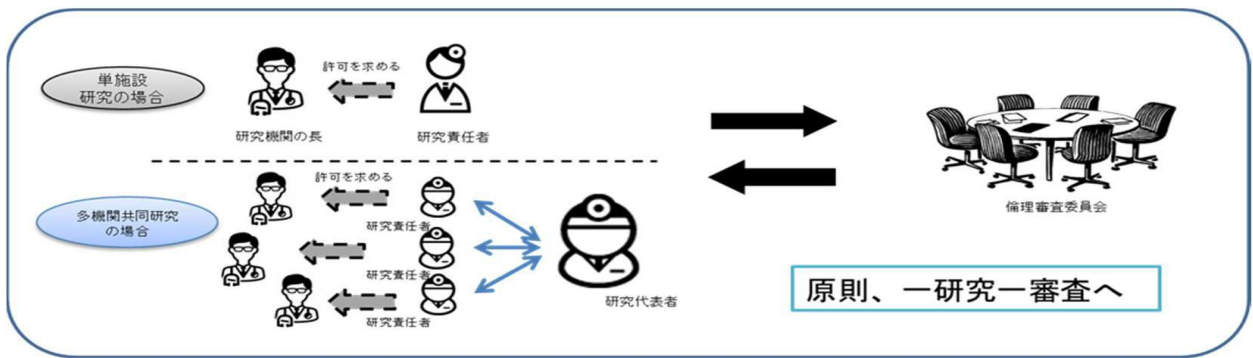 単施設
研究の場合
許可を求める
研究機関の長
研究責任者
多機関共同研究
の場合
許可を求める
研究責任者
研究責任者
研究責任者
研究代表者
倫理審査委員会
原則、一研究一審査へ